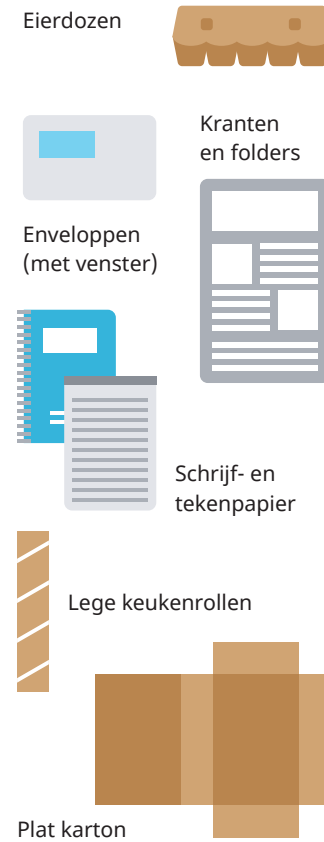 Eierdozen
Kranten
en folders
Enveloppen
(met venster)
Schrijf- en
tekenpapier
Lege keukenrollen
Plat karton